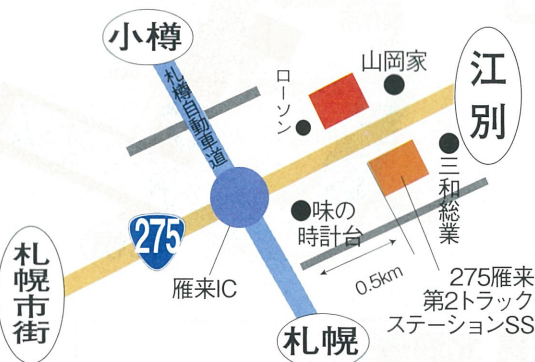 小樽
札樽自動車道
ローソン
山岡家
江別
三和総業
味の
時計台
275
雁来IC
0.5km
275雁来
第2トラック
ステーションSS
札幌市街
札幌